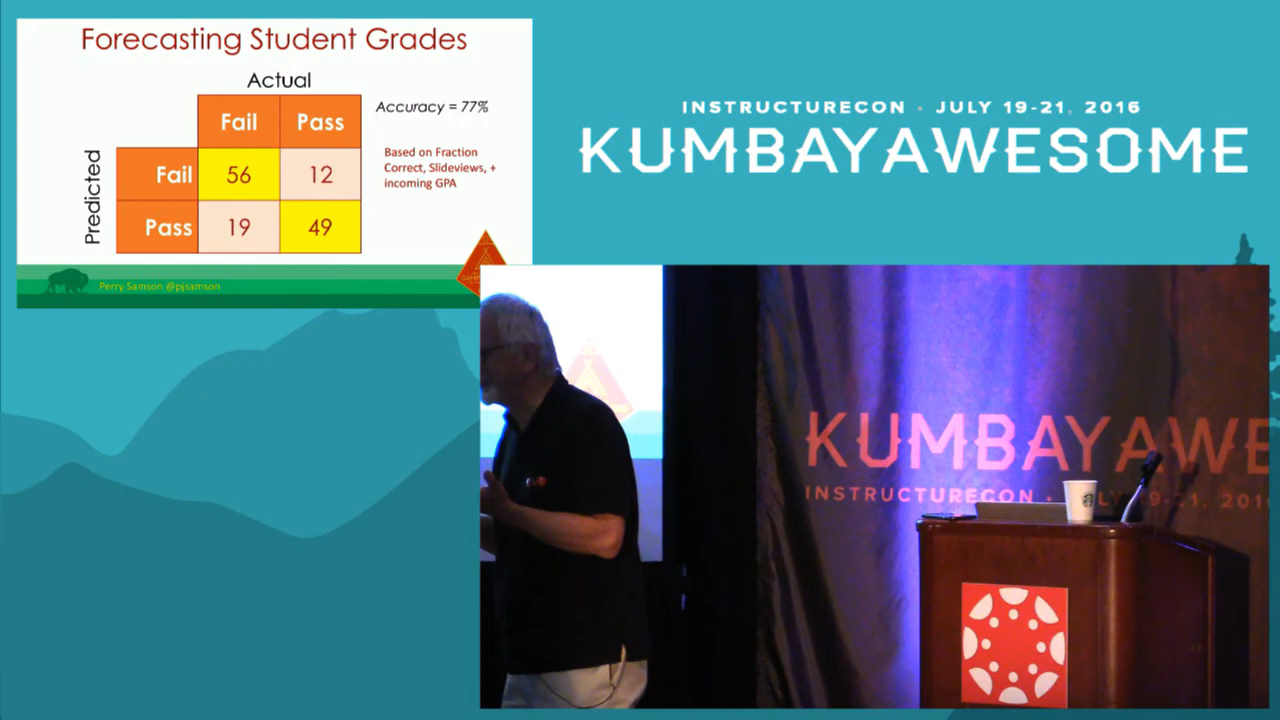 Forecasting Student Grades
Actual
Accuracy = 77%
Fail Pass
Based on Fraction
Correct, Slideviews, +
incoming GPA
Predicted
Fail 56 12
Pass 19 49
Perry Samson @pjsamson
INSTRUCTURECON · JULY 19-21, 2016
KUMBAYAWESOME
KUMBAYAWE
INSTRUCTURECON ·